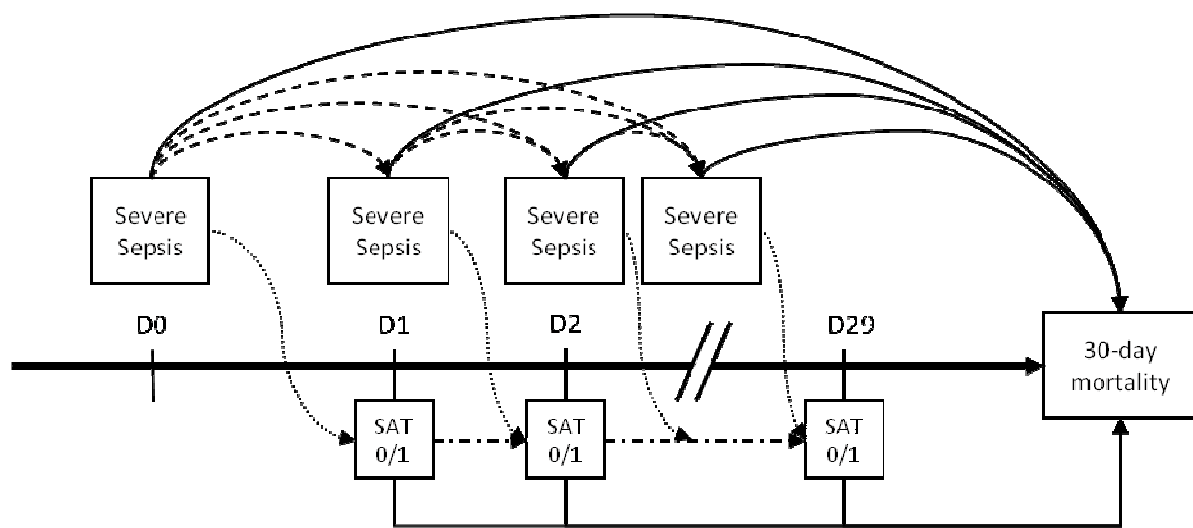 Severe
Sepsis
Severe
Sepsis
Severe
Sepsis
Severe
Sepsis
D0
D1
D2
D29
30-day
mortality
SAT
0/1
SAT
0/1
SAT
0/1